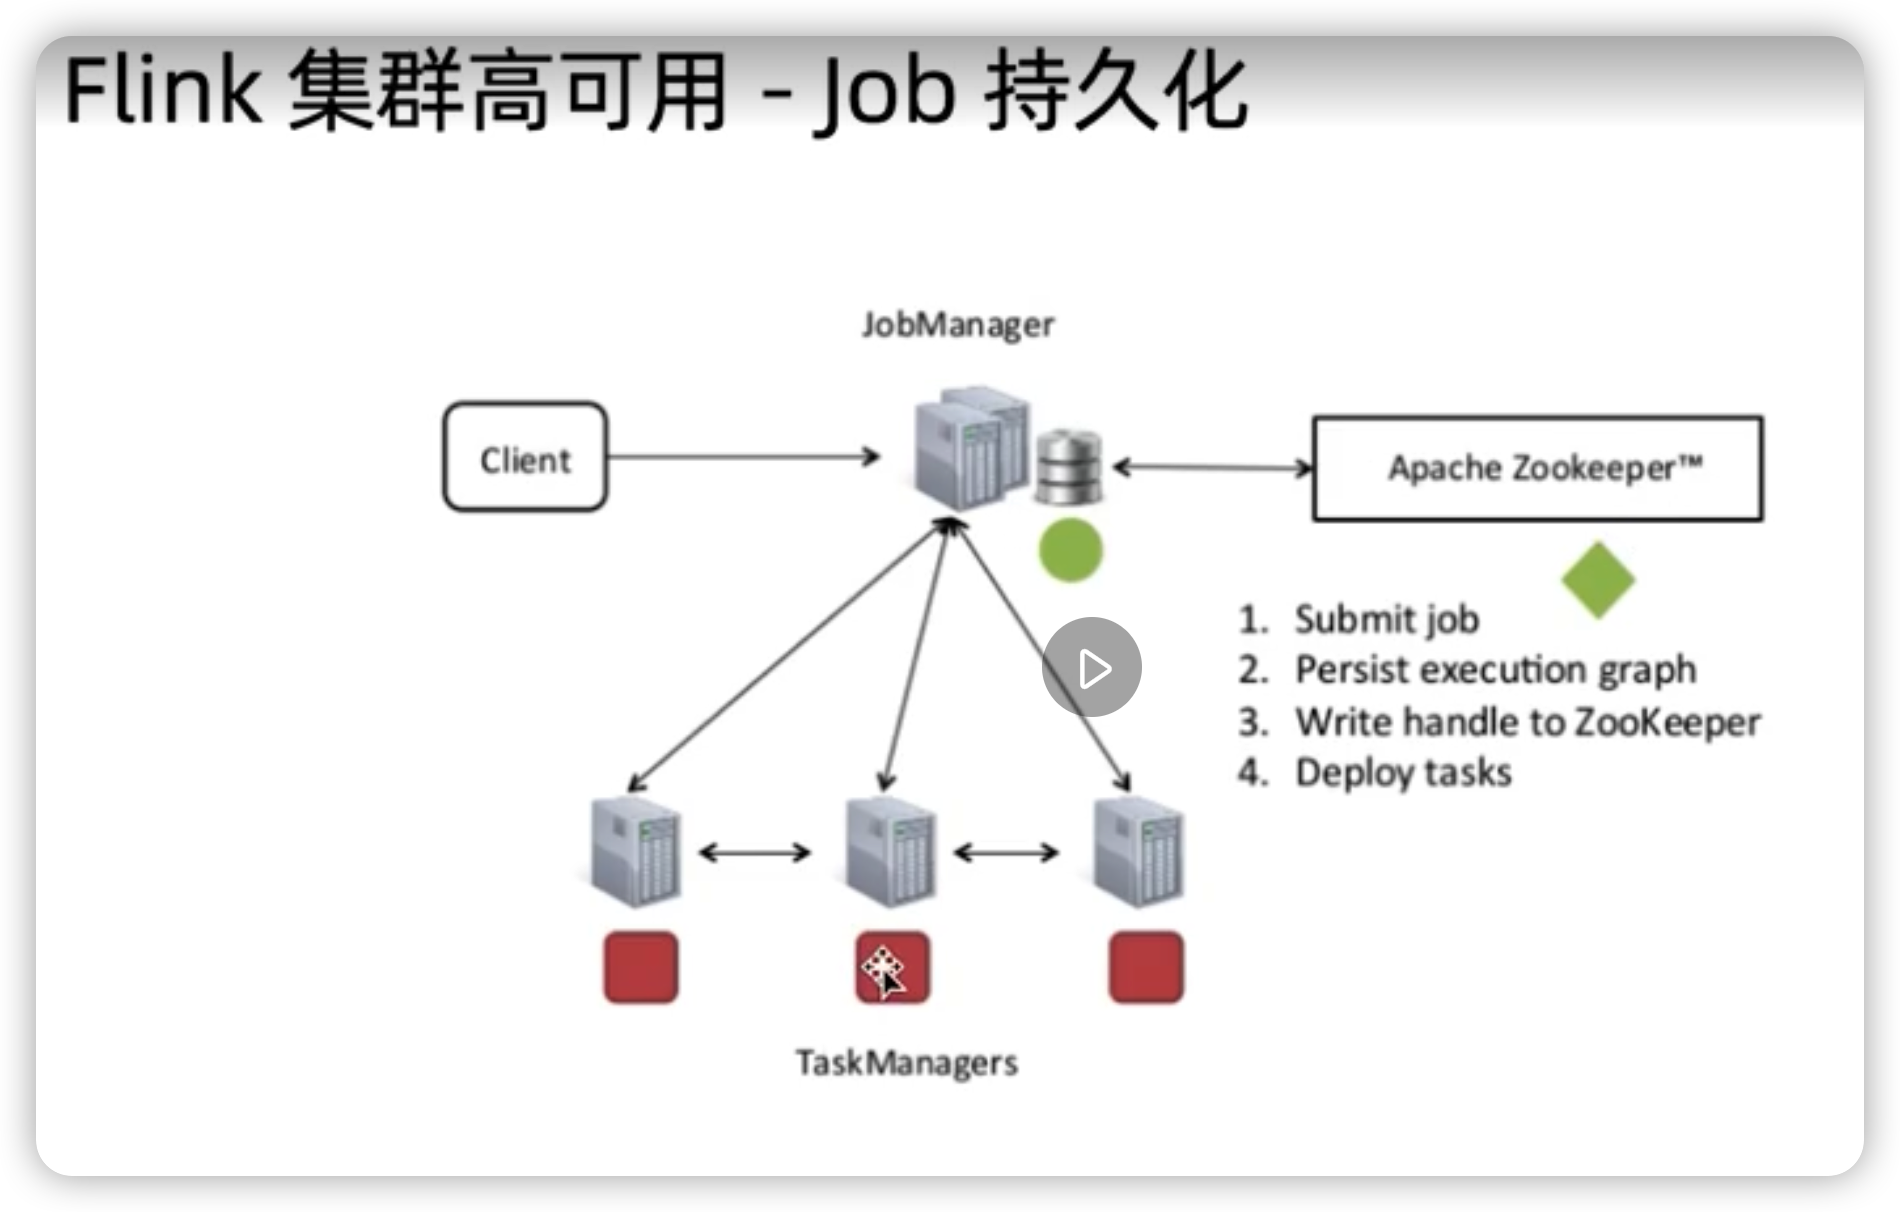 Flink 集群高可用 - Job 持久化
JobManager
Client
Apache Zookeeper™
1. Submit job
2. Persist execution graph
3. Write handle to ZooKeeper
4. Deploy tasks
TaskManagers